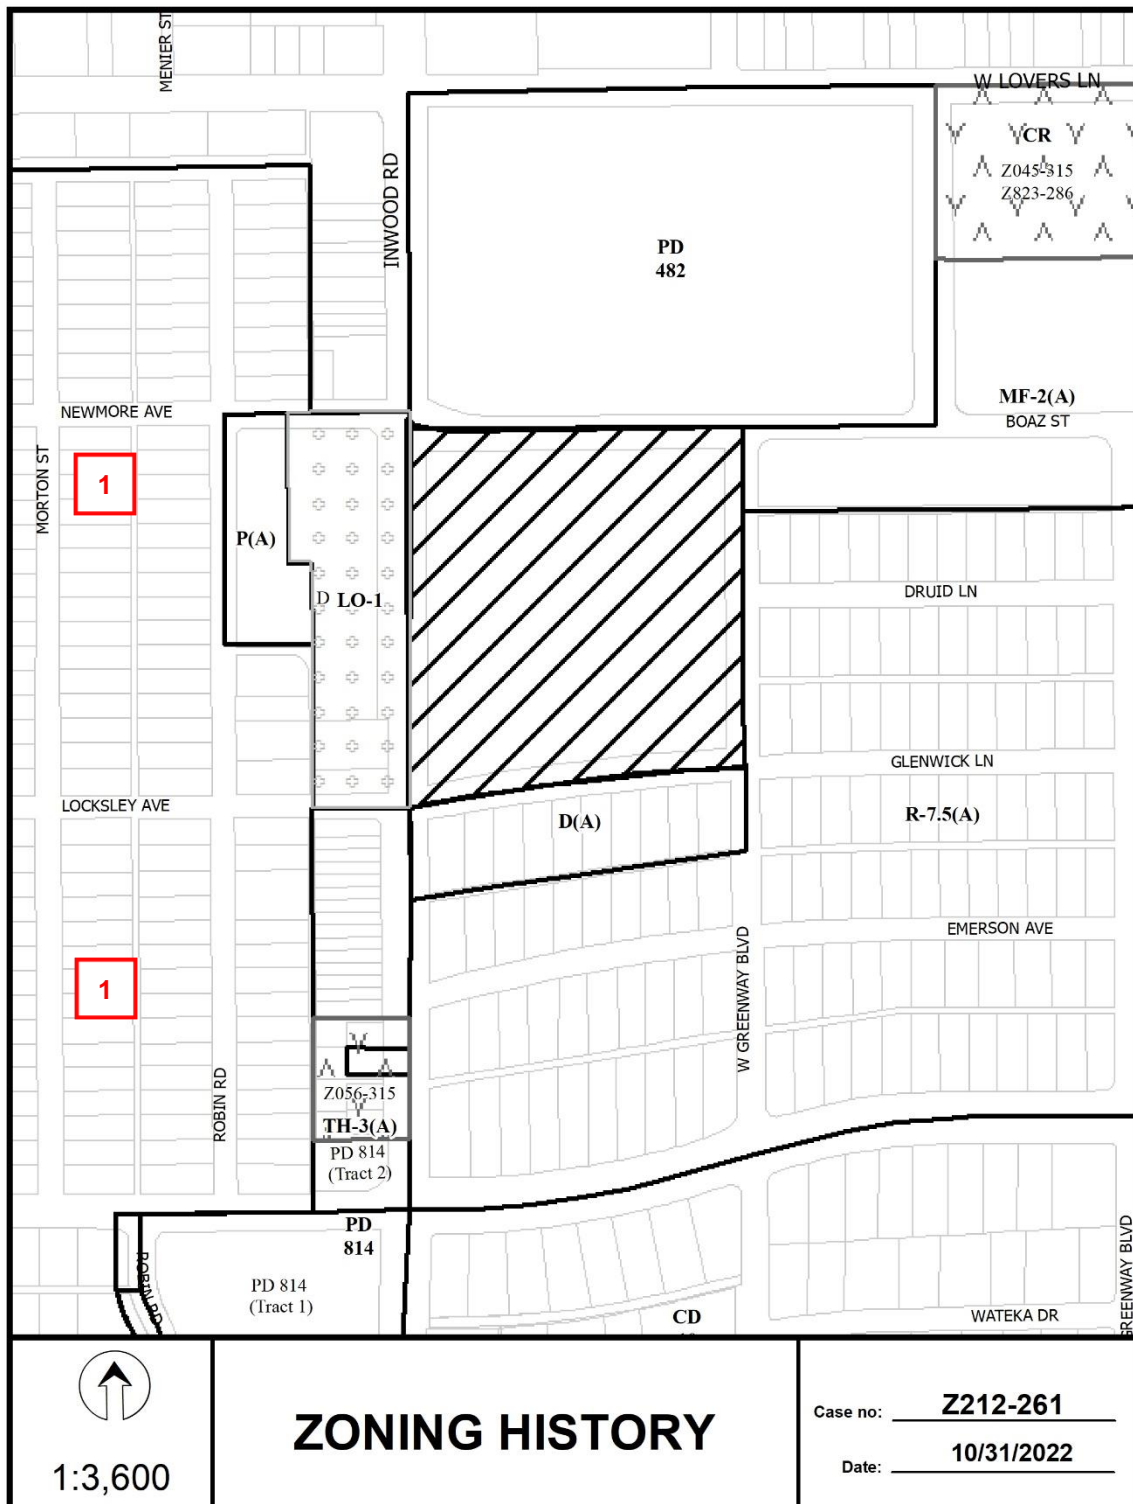 MENIER ST
W LOVERS LN
CR
Z045-315
Z823-286
INWOOD RD
PD
482
MF-2(A)
BOAZ ST
NEWMORE AVE
MORTON ST
1
P(A)
D LO-1
DRUID LN
GLENWICK LN
LOCKSLEY AVE
D(A)
R-7.5(A)
EMERSON AVE
W GREENWAY BLVD
1
ROBIN RD
Z056-315
TH-3(A)
PD 814
(Tract 2)
PD
814
ROBIN RD
PD 814
(Tract 1)
CD
WATEKA DR
GREENWAY BLVD
1:3,600
ZONING HISTORY
Case no: Z212-261
Date: 10/31/2022